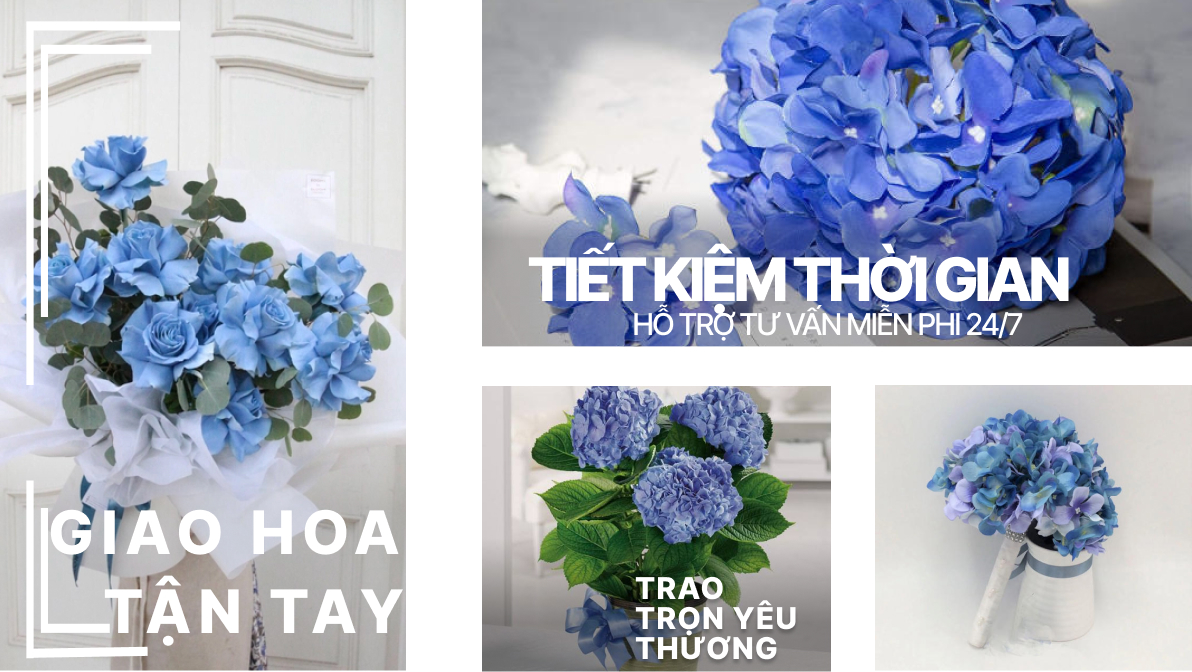 GIAO HOA
TẬN TAY
TIẾT KIỆM THỜI GIAN
HỖ TRỢ TƯ VẤN MIỄN PHI 24/7
TRAO
TRỌN YÊU
THƯƠNG